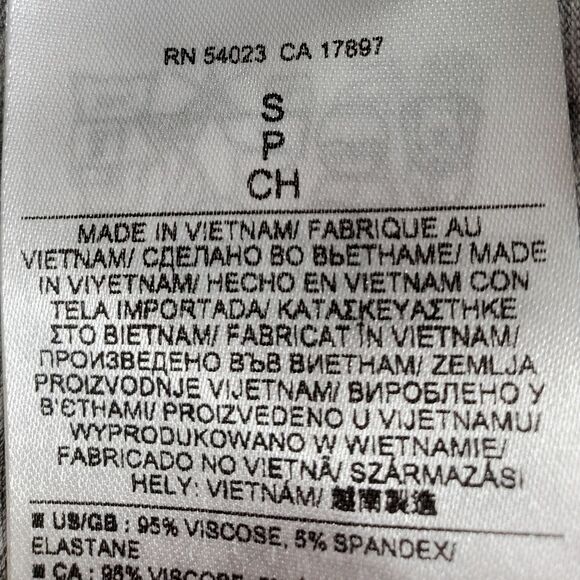 RN 54023 CA 17897
S
P
CH
MADE IN VIETNAM/ FABRIQUE AU
VIETNAM/ СДЕЛАНО ВО ВЬЕТНАМЕ/ MADE
IN VIYETNAM/ HECHO EN VIETNAM CON
TELA IMPORTADA/ ΚΑΤΑΣΚΕΥΑΣΤΗΚΕ
ΣΤΟ ΒΙΕΤΝΑΜ/ FABRICAT ÎN VIETNAM/
ПРОИЗВЕДЕНО ВЪВ ВИЕТНАМ/ ZEMLJA
PROIZVODNJE VIJETNAM/ ВИРОБЛЕНО У
В'ЄТНАМІ/ PROIZVEDENO U VIJETNAMU/
WYPRODUKOWANO W WIETNAMIE/
FABRICADO NO VIETNÃ/ SZÁRMAZÁSI
HELY: VIETNÁM/ 越南製造
US/GB : 95% VISCOSE, 5% SPANDEX/
ELASTANE
CA : 95% VISCOSE,